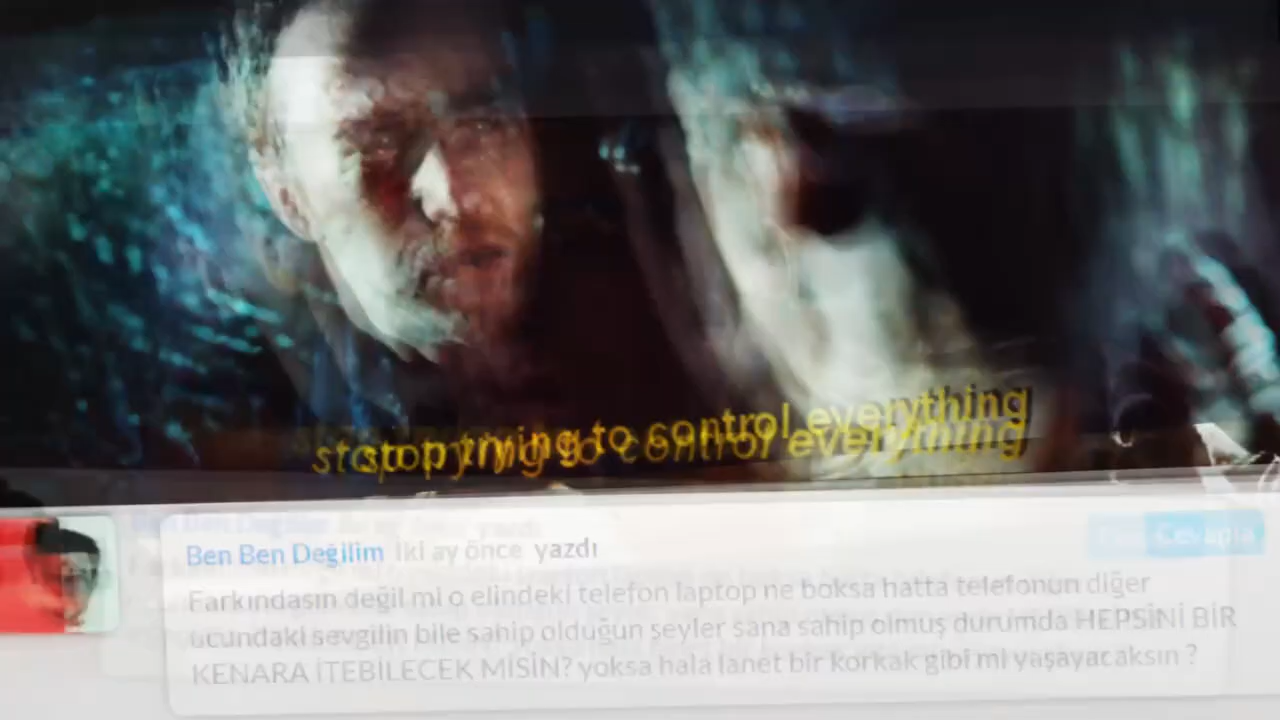 stop trying to control everything
Ben Ben Değilim iki ay önce yazdı
Cevapla
Farkındasın değil mi o elindeki telefon laptop ne boksa hatta telefonun diğer
ucundaki sevgilin bile sahip olduğun şeyler sana sahip olmuş durumda HEPSİNİ BİR
KENARA İTEBİLECEK MİSİN? yoksa hala lanet bir korkak gibi mi yaşayacaksın ?